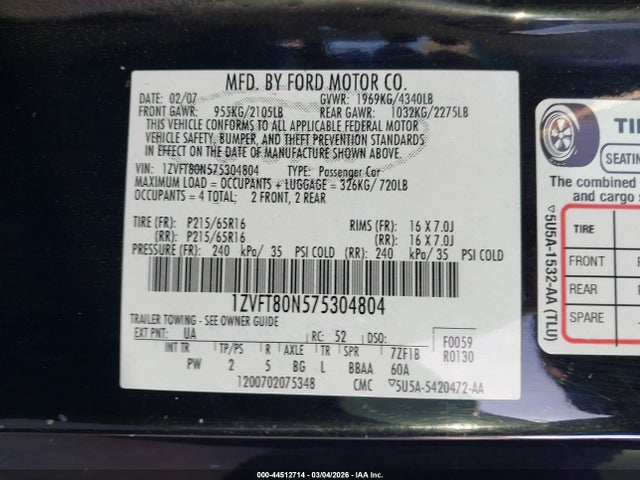 MFD. BY FORD MOTOR CO.
DATE: 02/07 GVWR: 1969KG/4340LB
FRONT GAWR: 955KG/2105LB REAR GAWR: 1032KG/2275LB
THIS VEHICLE CONFORMS TO ALL APPLICABLE FEDERAL MOTOR
VEHICLE SAFETY, BUMPER, AND THEFT PREVENTION STANDARDS
IN EFFECT ON THE DATE OF MANUFACTURE SHOWN ABOVE.
VIN: 1ZVFT80N575304804 TYPE: Passenger Car
MAXIMUM LOAD = OCCUPANTS + LUGGAGE = 326KG/ 720LB
OCCUPANTS = 4 TOTAL: 2 FRONT, 2 REAR
TIRE (FR): P215/65R16 RIMS (FR): 16 X 7.0J
(RR): P215/65R16 (RR): 16 X 7.0J
PRESSURE (FR): 240 kPa/ 35 PSI COLD (RR): 240 kPa/ 35 PSI COLD
1ZVFT80N575304804
TRAILER TOWING - SEE OWNER GUIDE
EXT PNT: UA RC: 52 DSO: F0059
INT TR TP/PS R AXLE TR SPR 7ZF1B R0130
PW 2 5 BG L BBAA 60A
1200702075348 CMC ▽5U5A-5420472-AA
TIR
SEATING
The combined
and cargo s
TIRE
FRONT
REAR
SPARE
▽5U5A-1532-AA (TLU)
000-44512714 - 03/04/2026 - IAA, Inc.